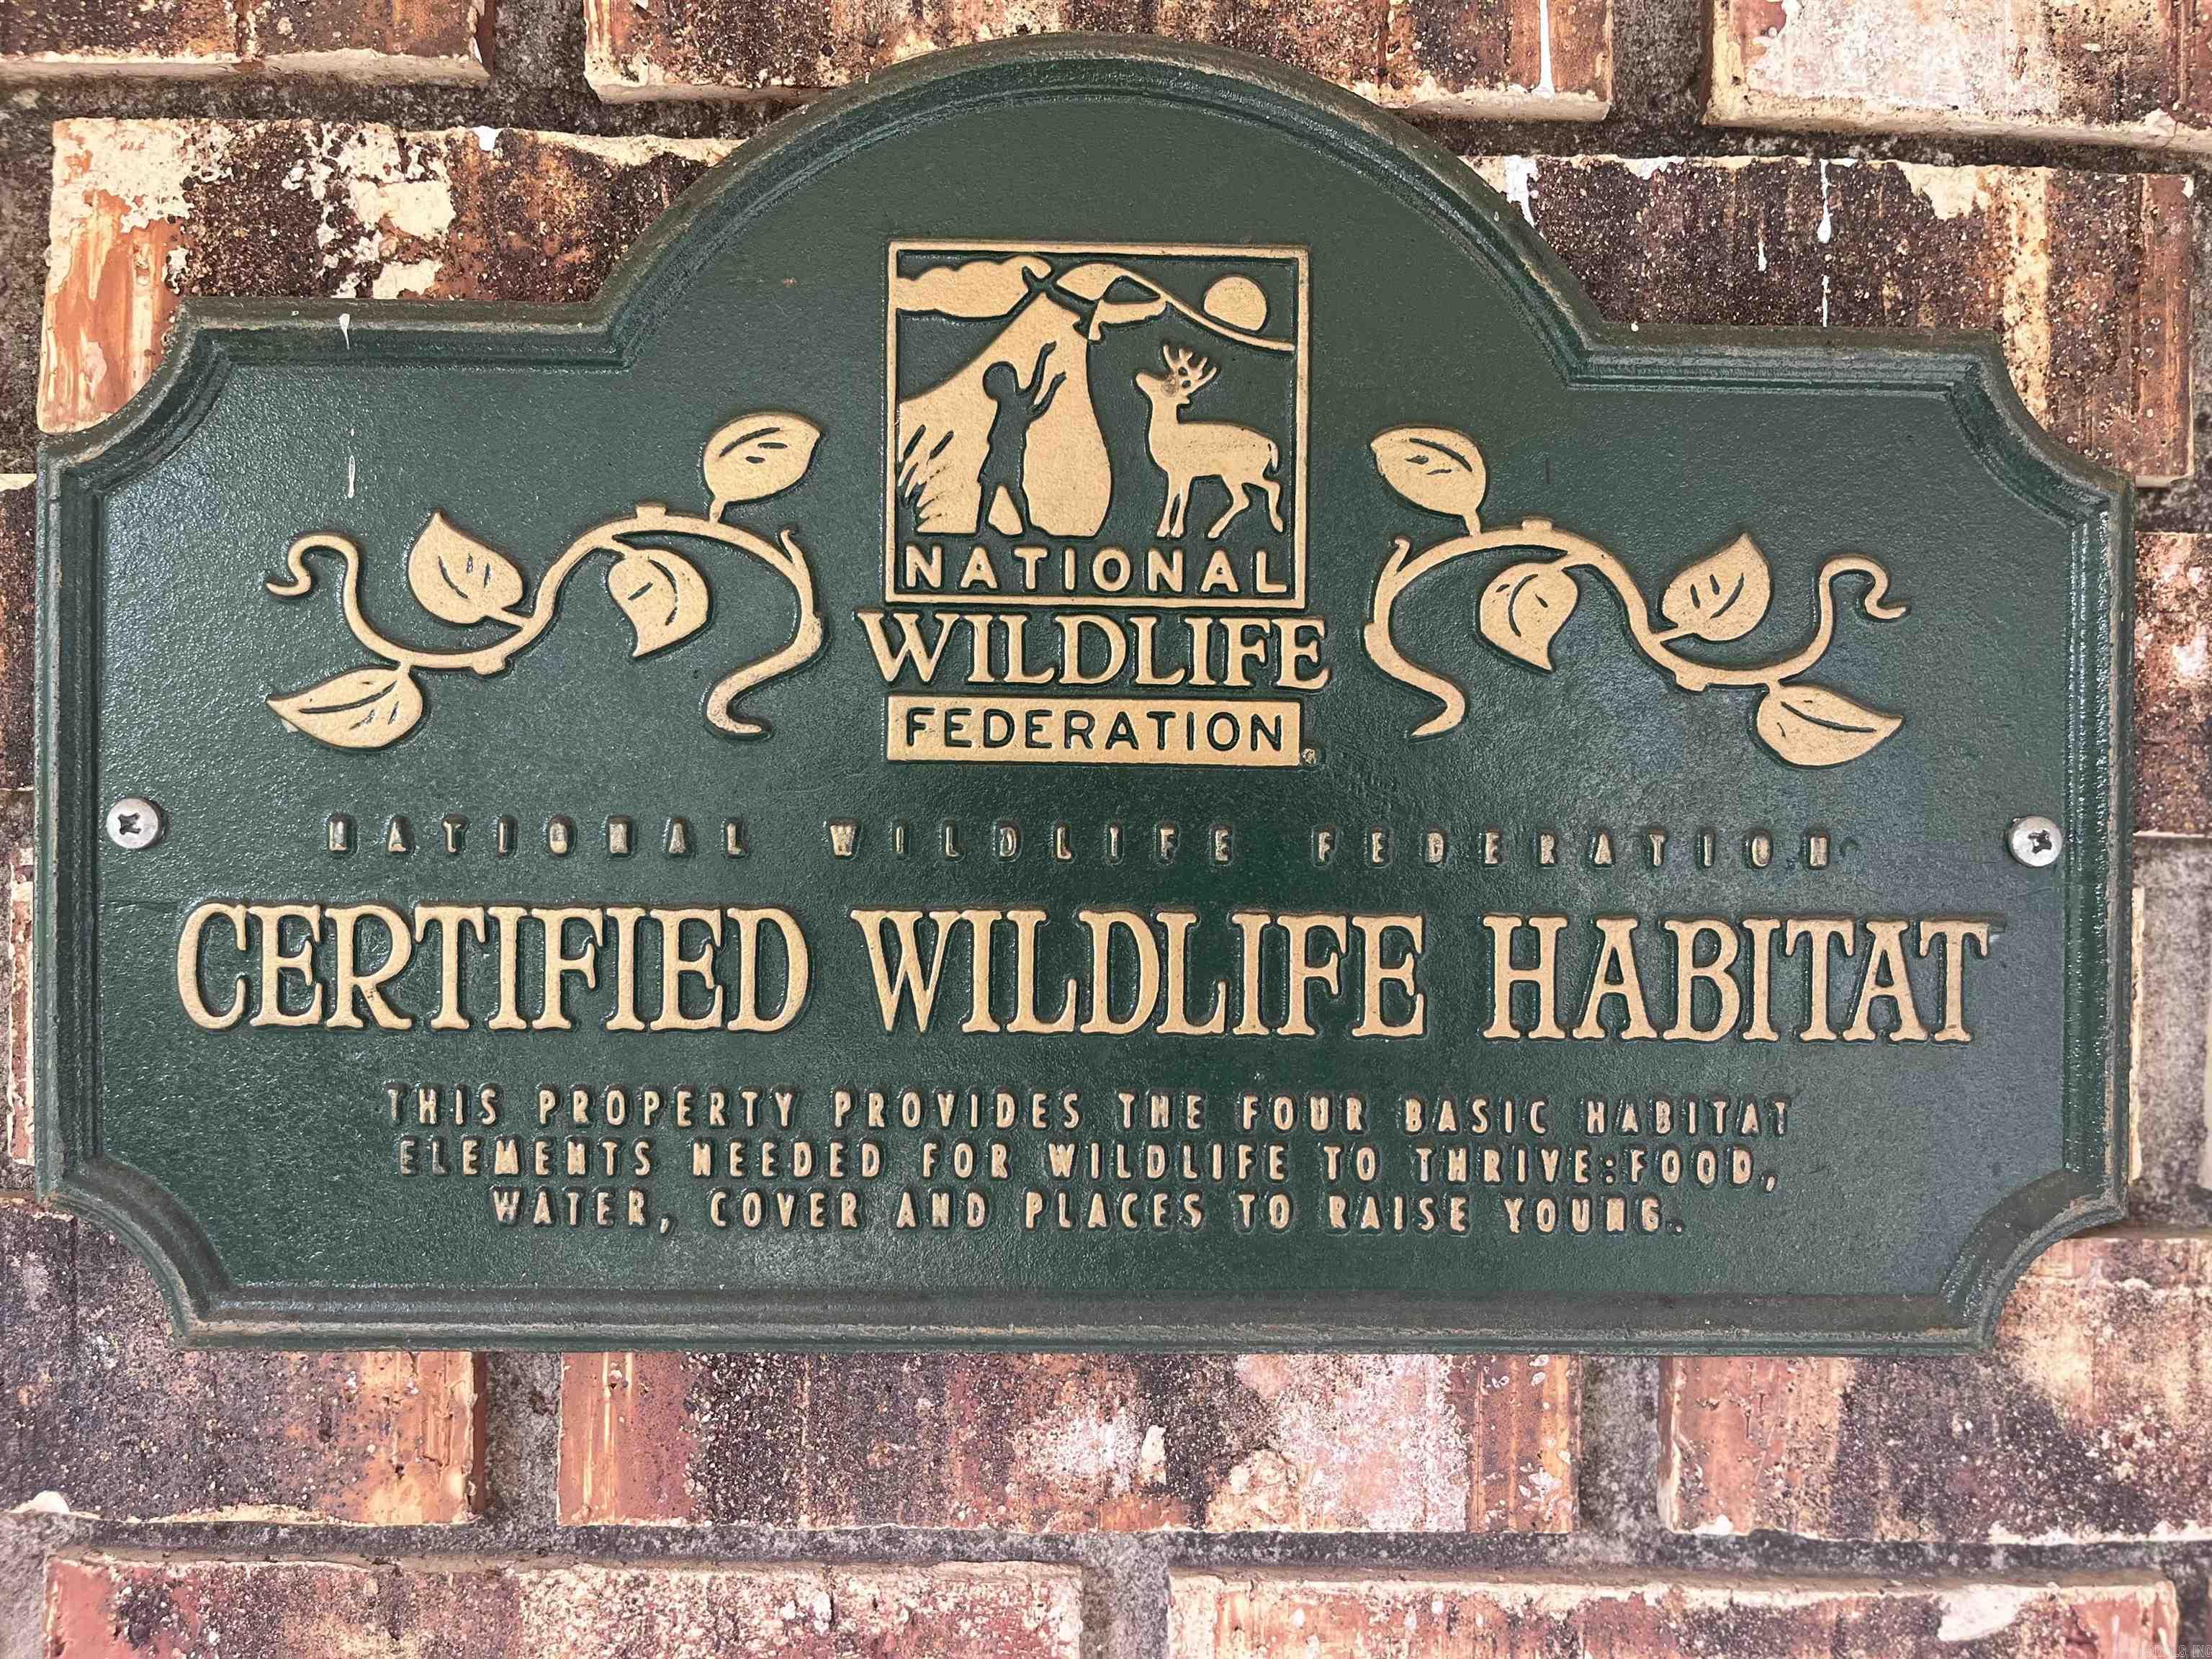 NATIONAL
WILDLIFE
FEDERATION®
NATIONAL WILDLIFE FEDERATION
CERTIFIED WILDLIFE HABITAT
THIS PROPERTY PROVIDES THE FOUR BASIC HABITAT
ELEMENTS NEEDED FOR WILDLIFE TO THRIVE:FOOD,
WATER, COVER AND PLACES TO RAISE YOUNG.